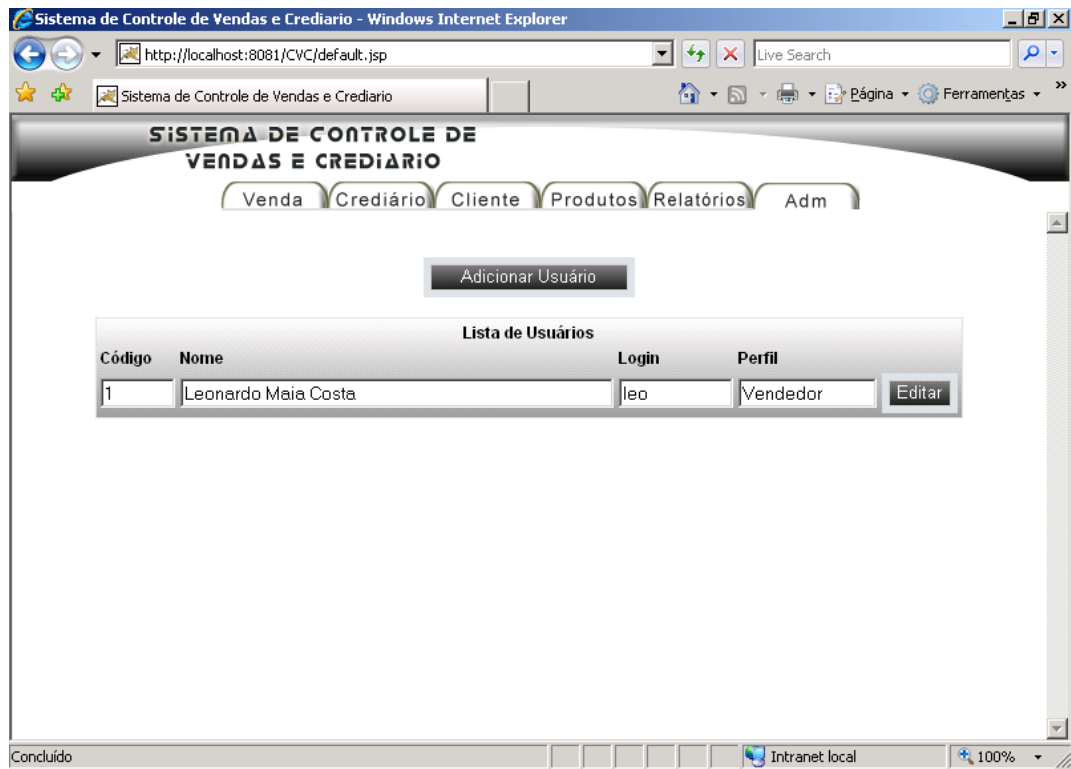 Sistema de Controle de Vendas e Crediario - Windows Internet Explorer
http://localhost:8081/CVC/default.jsp
Live Search
Sistema de Controle de Vendas e Crediario
Página
Ferramentas
»
SISTEMA DE CONTROLE DE
VENDAS E CREDIARIO
Venda Crediário Cliente Produtos Relatórios Adm
Adicionar Usuário
Lista de Usuários
Código Nome Login Perfil
1 Leonardo Maia Costa leo Vendedor Editar
Concluído Intranet local 100%